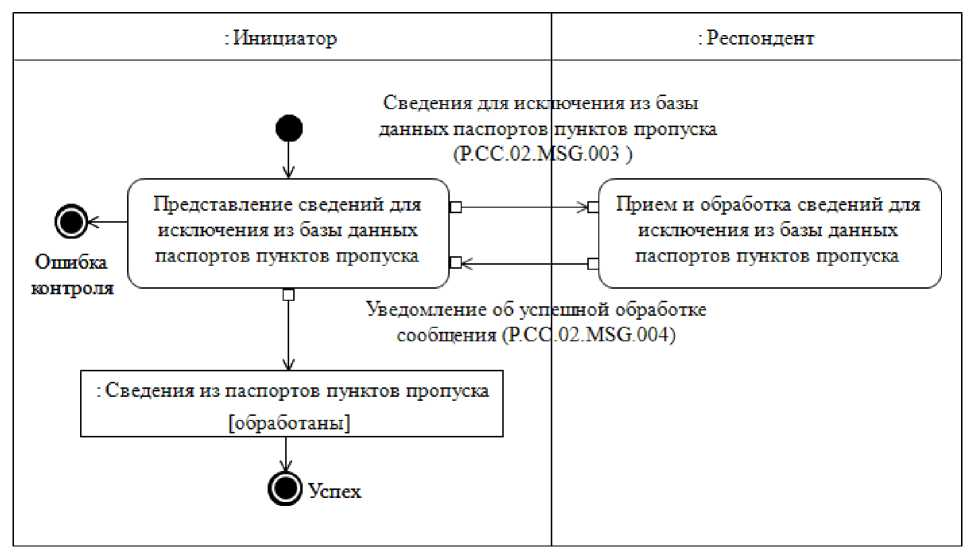 : Инициатор
: Респондент
Сведения для исключения из базы
данных паспортов пунктов пропуска
(P.CC.02.MSG.003 )
Представление сведений для
исключения из базы данных
паспортов пунктов пропуска
Прием и обработка сведений для
исключения из базы данных
паспортов пунктов пропуска
Ошибка
контроля
Уведомление об успешной обработке
сообщения (P.CC.02.MSG.004)
: Сведения из паспортов пунктов пропуска
[обработаны]
Успех